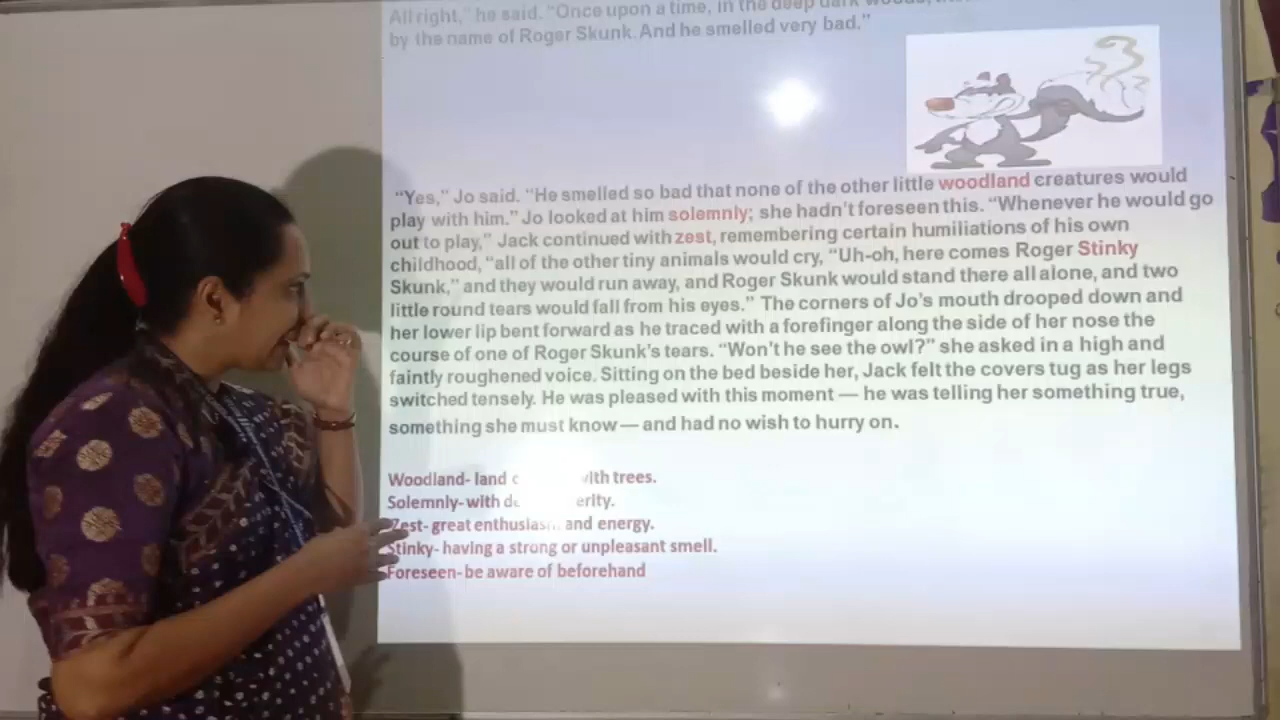 All right,” he said. “Once upon a time, in the deep dark woods,
by the name of Roger Skunk. And he smelled very bad.”
“Yes,” Jo said. “He smelled so bad that none of the other little woodland creatures would
play with him.” Jo looked at him solemnly; she hadn’t foreseen this. “Whenever he would go
out to play,” Jack continued with zest, remembering certain humiliations of his own
childhood, “all of the other tiny animals would cry, “Uh-oh, here comes Roger Stinky
Skunk,” and they would run away, and Roger Skunk would stand there all alone, and two
little round tears would fall from his eyes.” The corners of Jo’s mouth drooped down and
her lower lip bent forward as he traced with a forefinger along the side of her nose the
course of one of Roger Skunk’s tears. “Won’t he see the owl?” she asked in a high and
faintly roughened voice. Sitting on the bed beside her, Jack felt the covers tug as her legs
switched tensely. He was pleased with this moment — he was telling her something true,
something she must know — and had no wish to hurry on.
Woodland- land with trees.
Solemnly- with
Zest- great enthusiasm and energy.
Stinky- having a strong or unpleasant smell.
Foreseen- be aware of beforehand